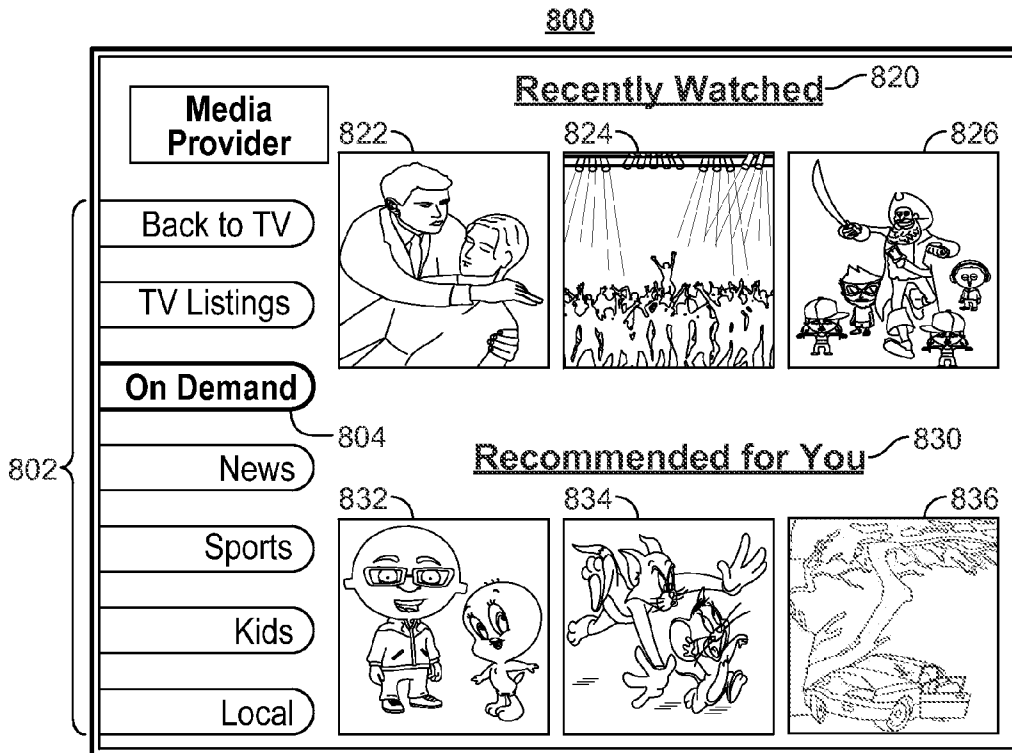 800
Recently Watched 820
Media
Provider
822
824
826
Back to TV
TV Listings
On Demand
804
802
News
Sports
Kids
Local
Recommended for You 830
832
834
836